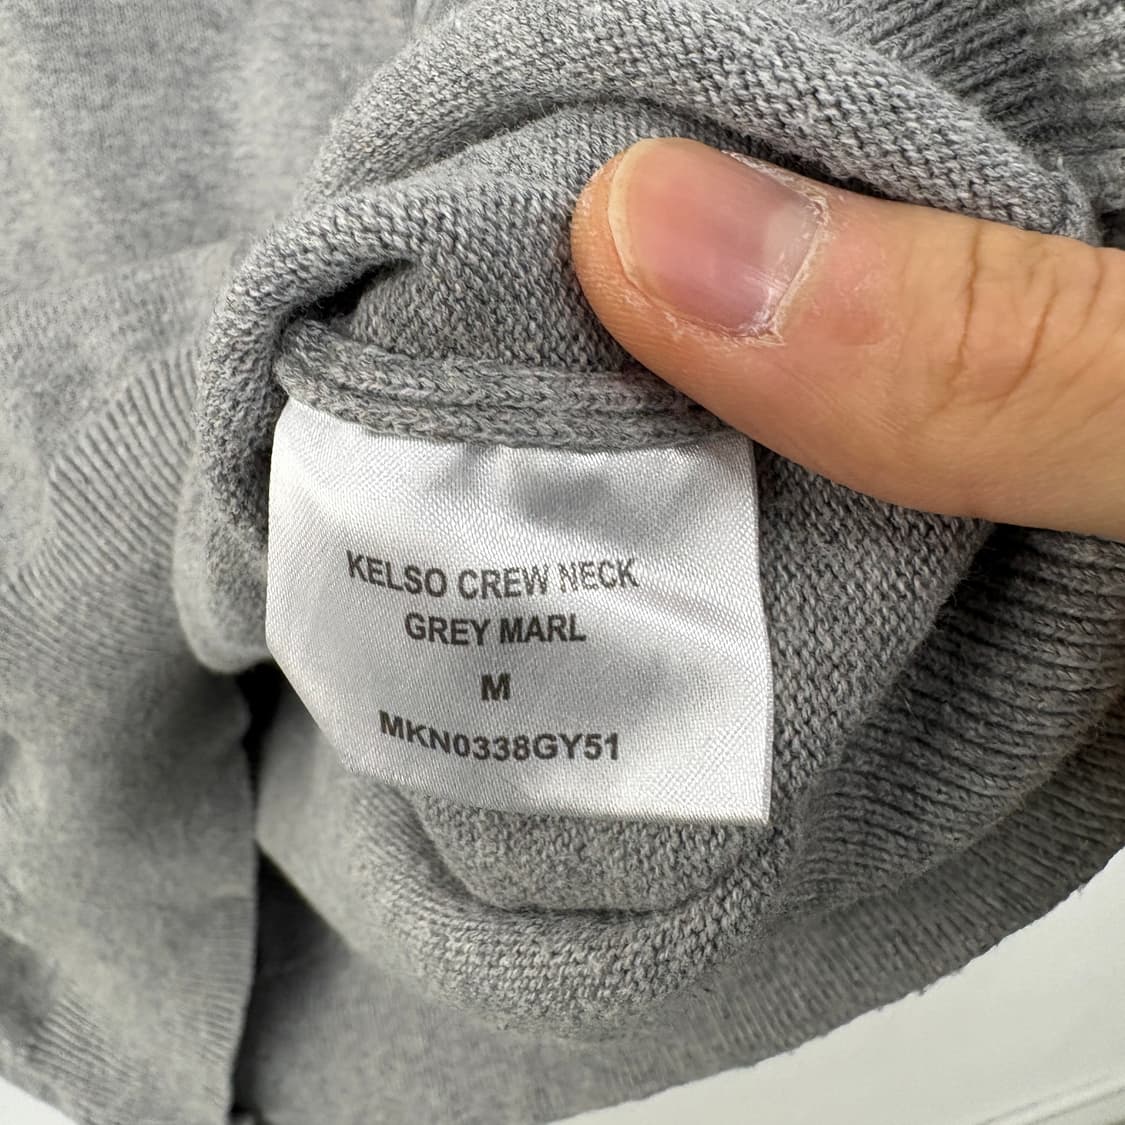 KELSO CREW NECK
GREY MARL
M
MKN0338GY51